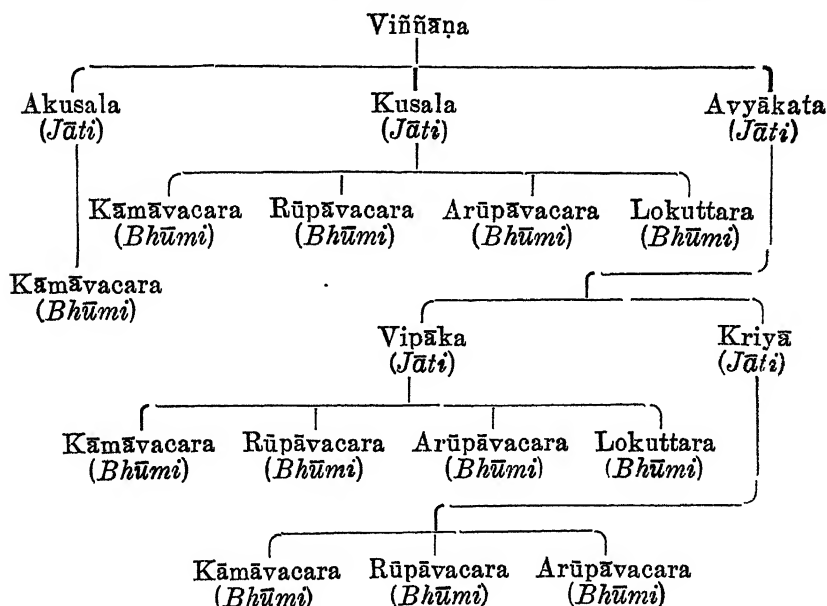 Viññāṇa
Akusala Kusala Avyākata
(Jāti) (Jāti) (Jāti)
Kāmāvacara Rūpāvacara Arūpāvacara Lokuttara
(Bhūmi) (Bhūmi) (Bhūmi) (Bhūmi)
Kāmāvacara
(Bhūmi)
Vipāka Kriyā
(Jāti) (Jāti)
Kāmāvacara Rūpāvacara Arūpāvacara Lokuttara
(Bhūmi) (Bhūmi) (Bhūmi) (Bhūmi)
Kāmāvacara Rūpāvacara Arūpāvacara
(Bhūmi) (Bhūmi) (Bhūmi)